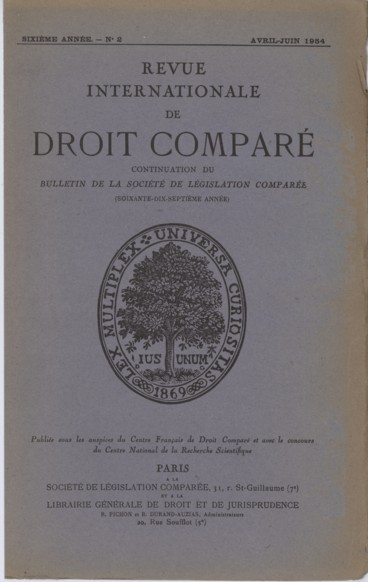 SIXIÈME ANNÉE. – N° 2 AVRIL-JUIN 1954
REVUE
INTERNATIONALE
DE
DROIT COMPARÉ
CONTINUATION DU
BULLETIN DE LA SOCIÉTÉ DE LÉGISLATION COMPARÉE
(SOIXANTE-DIX-SEPTIÈME ANNÉE)
LEX MULTIPLEX UNIVERSA CURIOSITAS
IUS UNUM
1869
Publiée sous les auspices du Centre Français de Droit Comparé et avec le concours
du Centre National de la Recherche Scientifique
PARIS
A LA
SOCIÉTÉ DE LÉGISLATION COMPARÉE, 31, r. St-Guillaume (7ᵉ)
ET A LA
LIBRAIRIE GÉNÉRALE DE DROIT ET DE JURISPRUDENCE
R. PICHON et R. DURAND-AUZIAS, Administrateurs
20, Rue Soufflot (5ᵉ)